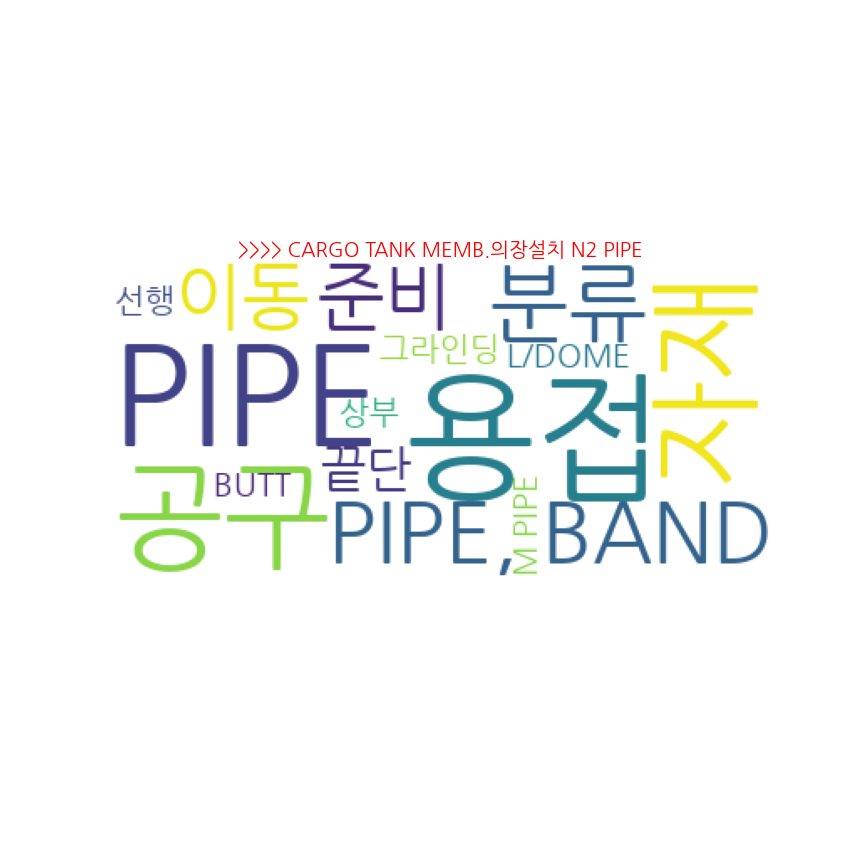 >>>> CARGO TANK MEMB.의장설치 N2 PIPE
선행
이동
준비
분류
자재
그라인딩
L/DOME
PIPE
상부
용접
끝단
BUTT
공구
M PIPE
PIPE,BAND